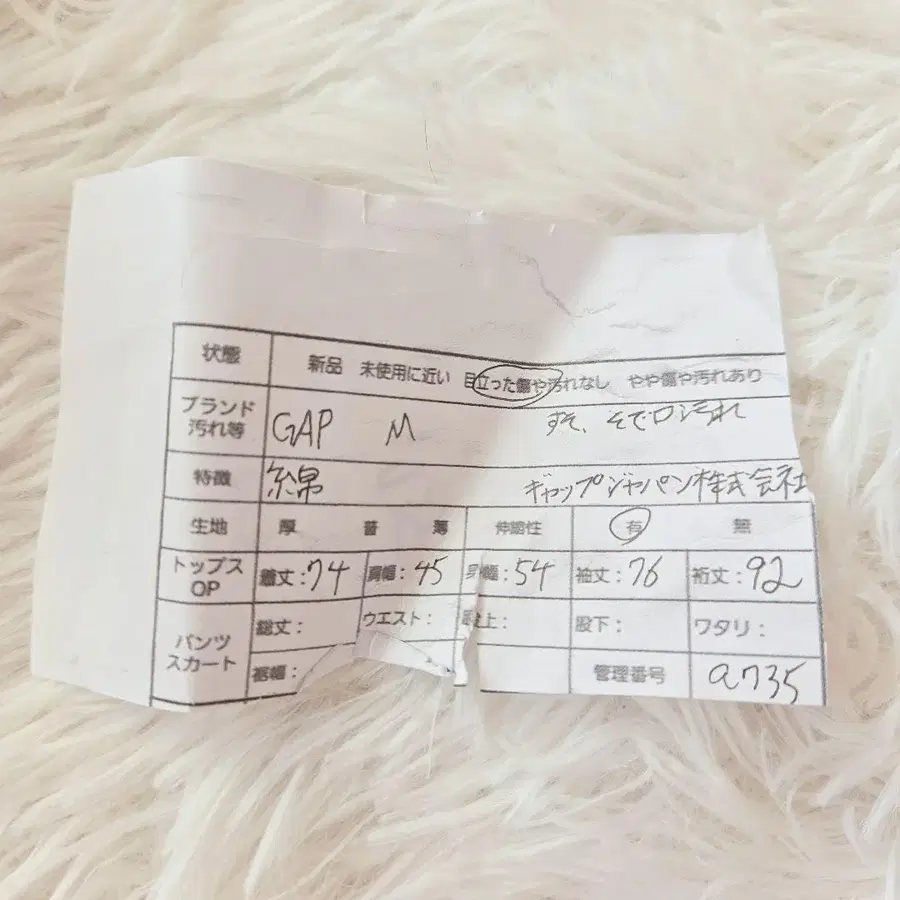 状態 新品 未使用に近い 目立った傷や汚れなし やや傷や汚れあり
ブランド 汚れ等 GAP M すそ、そで口汚れ
特徴 綿 ギャップジャパン株式会社
生地 厚 普 薄 伸縮性 有 無
トップス OP 着丈:74 肩幅:45 身幅:54 袖丈:76 裄丈:92
パンツ スカート 総丈: ウエスト: 股上: 股下: ワタリ:
裾幅: 管理番号 a735